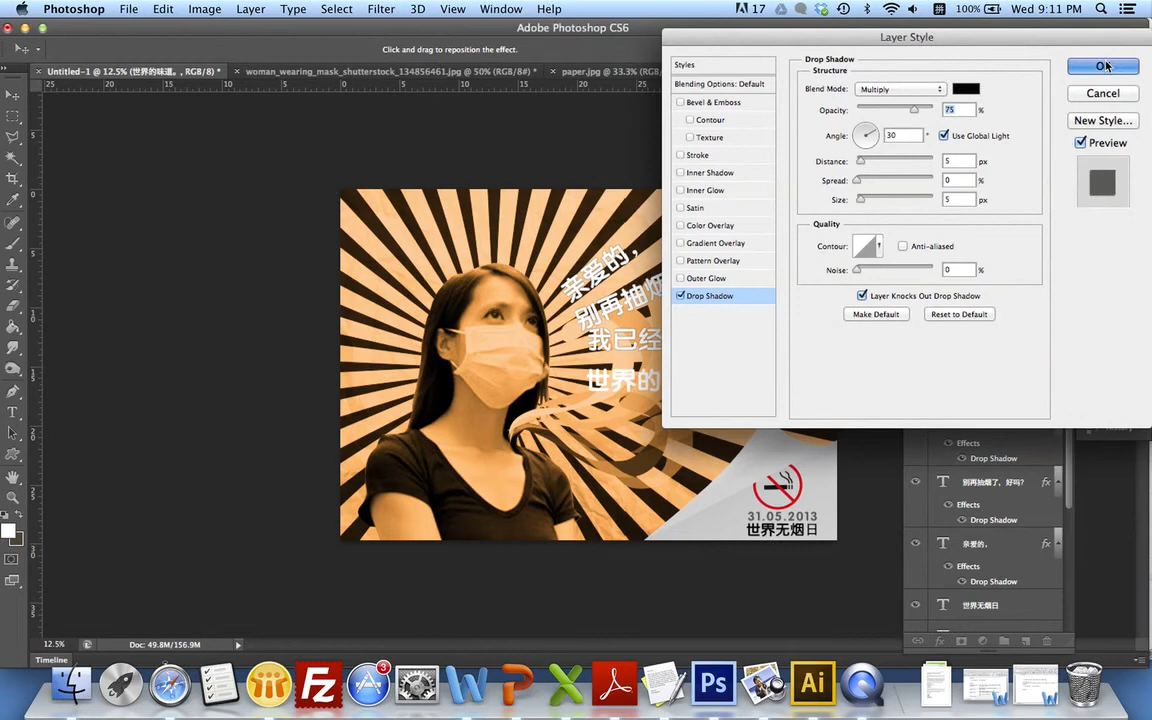 Photoshop File Edit Image Layer Type Select Filter 3D View Window Help 17 100% Wed 9:11 PM
Adobe Photoshop CS6
Click and drag to reposition the effect.
Layer Style
Untitled-1 @ 12.5% (世界的味道。, RGB/8) *
woman_wearing_mask_shutterstock_134856461.jpg @ 50% (RGB/8#) *
paper.jpg @ 33.3%
Styles
Blending Options: Default
Bevel & Emboss
Contour
Texture
Stroke
Inner Shadow
Inner Glow
Satin
Color Overlay
Gradient Overlay
Pattern Overlay
Outer Glow
Drop Shadow
Drop Shadow
Structure
Blend Mode: Multiply
Opacity: 75 %
Angle: 30 °
Use Global Light
Distance: 5 px
Spread: 0 %
Size: 5 px
Quality
Contour:
Anti-aliased
Noise: 0 %
Layer Knocks Out Drop Shadow
Make Default
Reset to Default
Cancel
New Style...
Preview
亲爱的，
别再抽烟
我已经
世界的
31.05.2013
世界无烟日
Effects
Drop Shadow
别再抽烟了，好吗？ fx
Effects
Drop Shadow
亲爱的， fx
Effects
Drop Shadow
世界无烟日
12.5% Doc: 49.8M/156.9M
Timeline
3
Fz
Ps
Ai